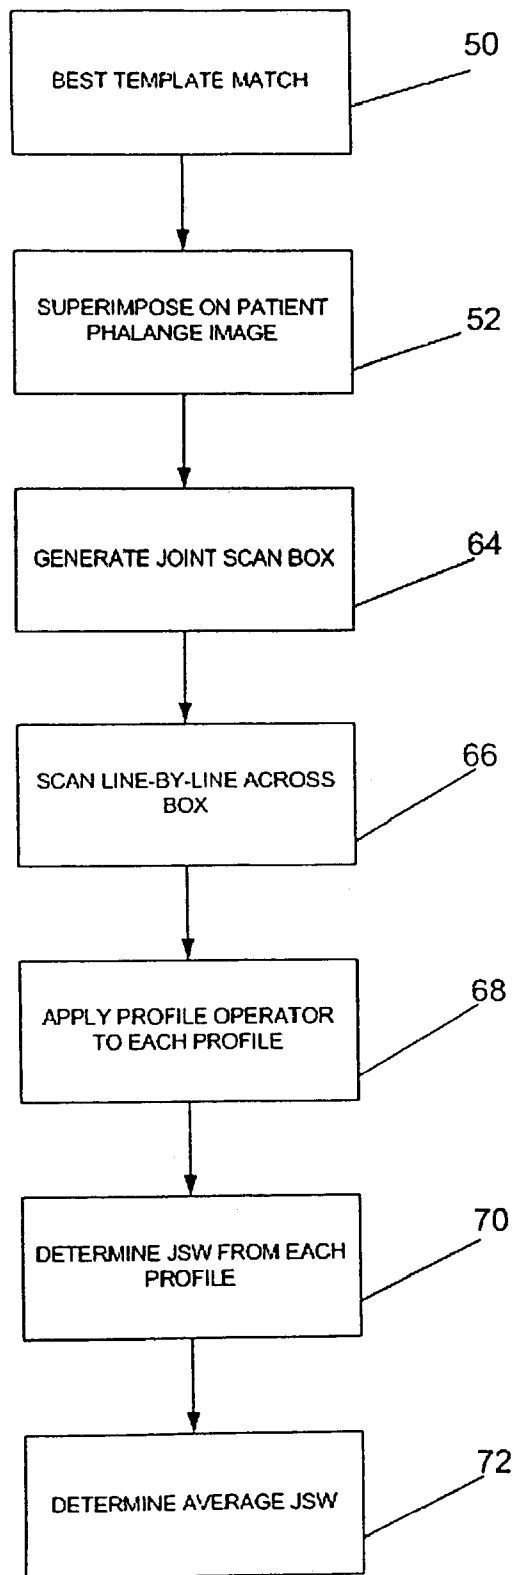 50
BEST TEMPLATE MATCH
SUPERIMPOSE ON PATIENT
PHALANGE IMAGE
52
GENERATE JOINT SCAN BOX
64
SCAN LINE-BY-LINE ACROSS
BOX
66
APPLY PROFILE OPERATOR
TO EACH PROFILE
68
DETERMINE JSW FROM EACH
PROFILE
70
DETERMINE AVERAGE JSW
72